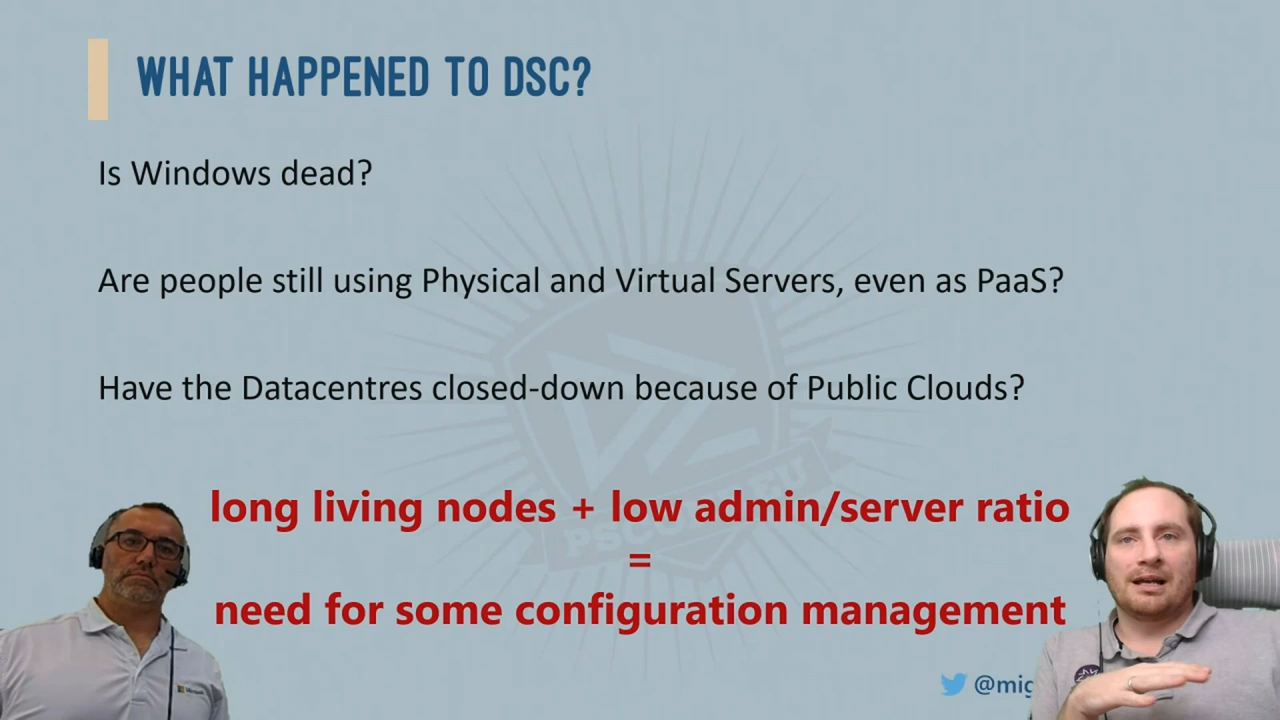 WHAT HAPPENED TO DSC?
Is Windows dead?
Are people still using Physical and Virtual Servers, even as PaaS?
Have the Datacentres closed-down because of Public Clouds?
long living nodes + low admin/server ratio
=
need for some configuration management
@mig
Microsoft